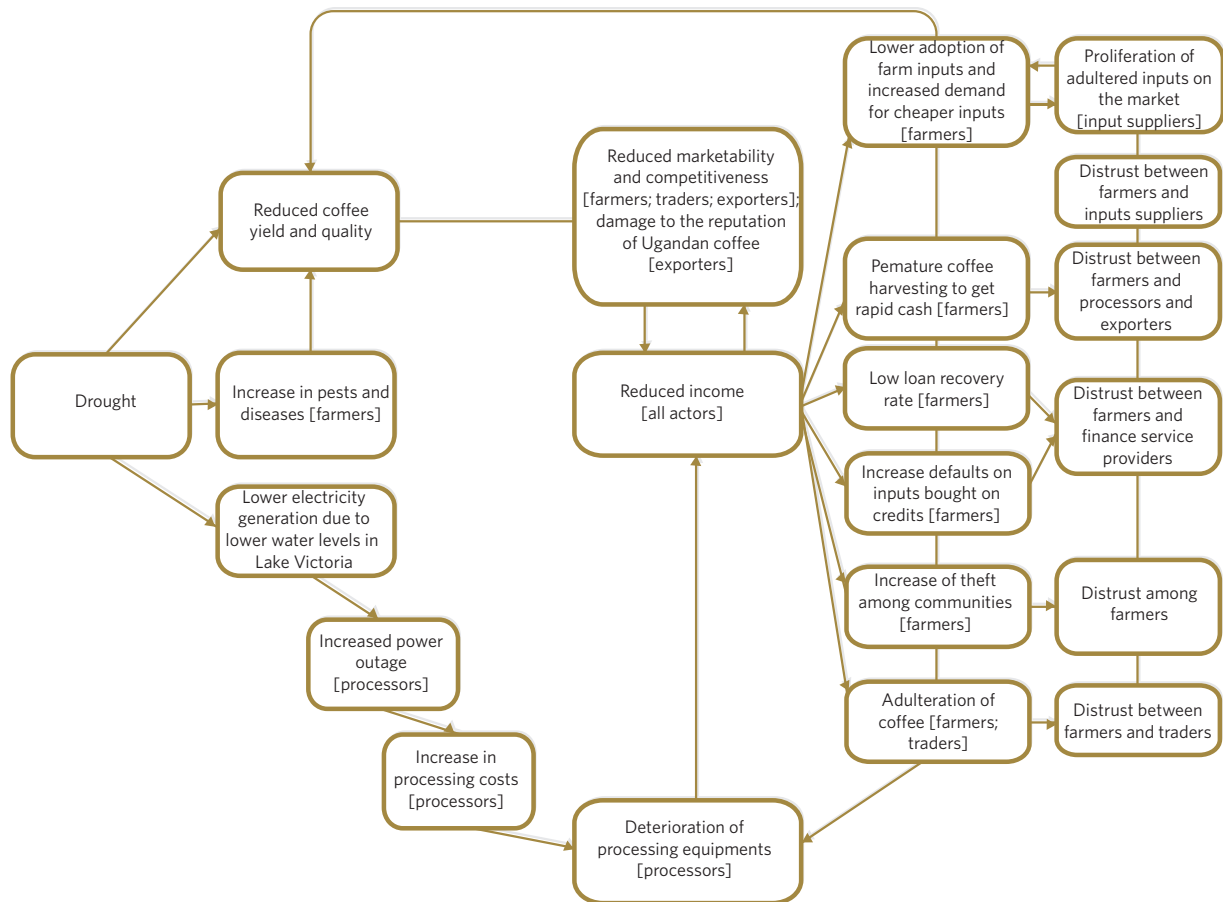 Drought
Reduced coffee
yield and quality
Increase in pests and
diseases [farmers]
Lower electricity
generation due to
lower water levels in
Lake Victoria
Increased power
outage
[processors]
Increase in
processing costs
[processors]
Reduced marketability
and competitiveness
[farmers; traders; exporters];
damage to the reputation
of Ugandan coffee
[exporters]
Reduced income
[all actors]
Deterioration of
processing equipments
[processors]
Lower adoption of
farm inputs and
increased demand
for cheaper inputs
[farmers]
Pemature coffee
harvesting to get
rapid cash [farmers]
Low loan recovery
rate [farmers]
Increase defaults on
inputs bought on
credits [farmers]
Increase of theft
among communities
[farmers]
Adulteration of
coffee [farmers;
traders]
Proliferation of
adultered inputs on
the market
[input suppliers]
Distrust between
farmers and
inputs suppliers
Distrust between
farmers and
processors and
exporters
Distrust between
farmers and
finance service
providers
Distrust among
farmers
Distrust between
farmers and traders